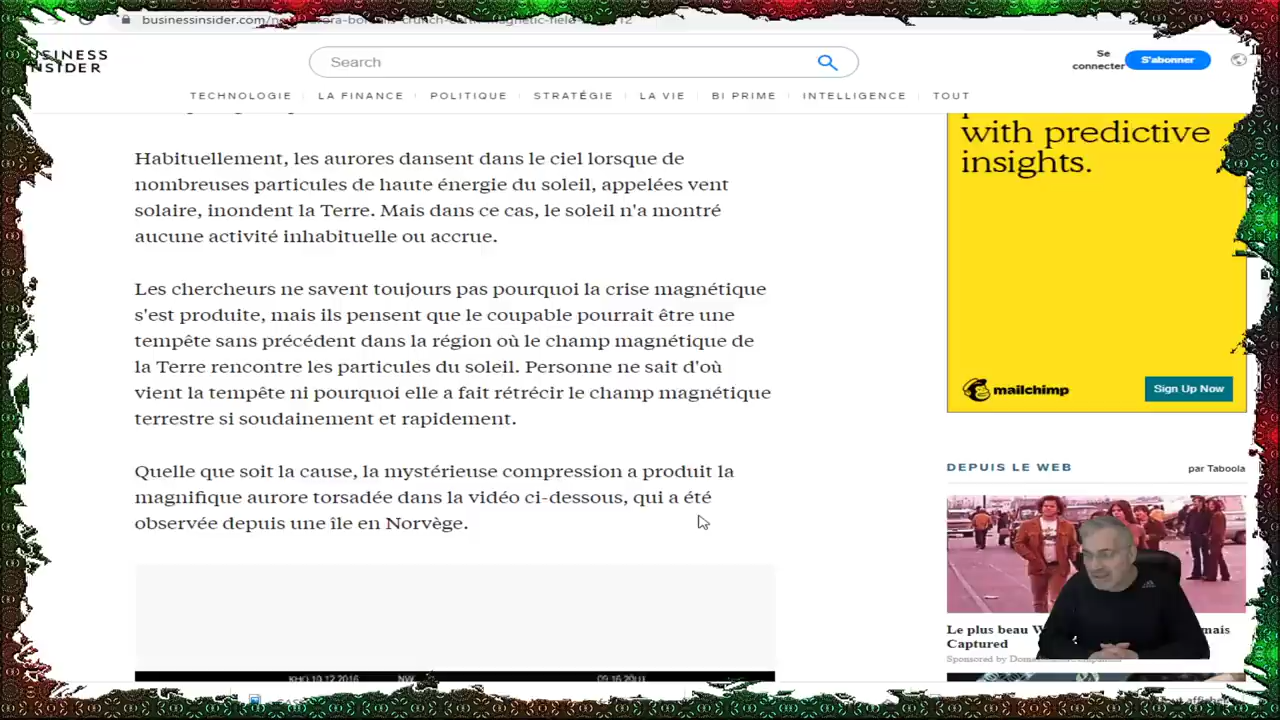 businessinsider.com/
INSIDER
Search
Se
connecter
S'abonner
TECHNOLOGIE
LA FINANCE
POLITIQUE
STRATÉGIE
LA VIE
BI PRIME
INTELLIGENCE
TOUT
Habituellement, les aurores dansent dans le ciel lorsque de
nombreuses particules de haute énergie du soleil, appelées vent
solaire, inondent la Terre. Mais dans ce cas, le soleil n'a montré
aucune activité inhabituelle ou accrue.
Les chercheurs ne savent toujours pas pourquoi la crise magnétique
s'est produite, mais ils pensent que le coupable pourrait être une
tempête sans précédent dans la région où le champ magnétique de
la Terre rencontre les particules du soleil. Personne ne sait d'où
vient la tempête ni pourquoi elle a fait rétrécir le champ magnétique
terrestre si soudainement et rapidement.
Quelle que soit la cause, la mystérieuse compression a produit la
magnifique aurore torsadée dans la vidéo ci-dessous, qui a été
observée depuis une île en Norvège.
KHO 10.12.2016
NW
with predictive
insights.
mailchimp
Sign Up Now
DEPUIS LE WEB
par Taboola
Le plus beau
Captured
Sponsored by